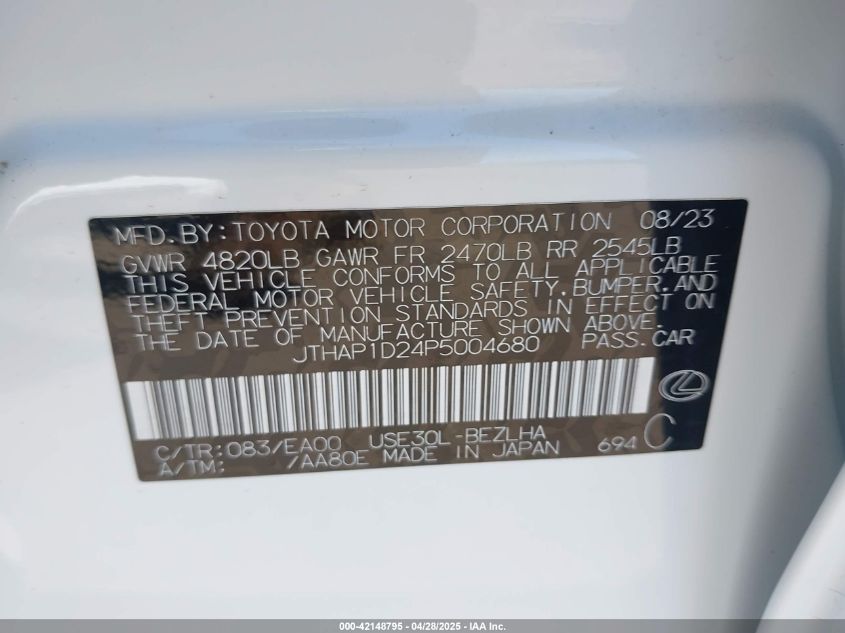 MFD.BY:TOYOTA MOTOR CORPORATION 08/23
GVWR 4820LB GAWR FR 2470LB RR 2545LB
THIS VEHICLE CONFORMS TO ALL APPLICABLE
FEDERAL MOTOR VEHICLE SAFETY,BUMPER,AND
THEFT PREVENTION STANDARDS IN EFFECT ON
THE DATE OF MANUFACTURE SHOWN ABOVE.
JTHAP1D24P5004680 PASS.CAR
C/TR:083/EA00 USE30L-BEZLHA
A/TM: /AA80E MADE IN JAPAN 694 C
000-42148795 - 04/28/2025 - IAA Inc.